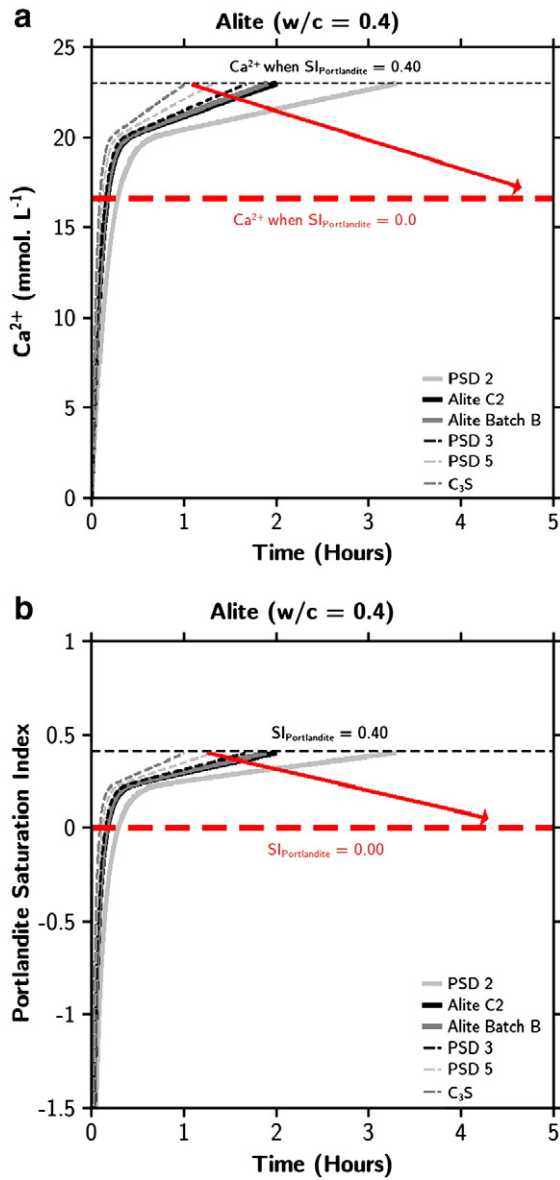 a
Alite (w/c = 0.4)
25
20
15
10
5
0
Ca²⁺ (mmol. L⁻¹)
Ca²⁺ when SI_Portlandite = 0.40
Ca²⁺ when SI_Portlandite = 0.0
PSD 2
Alite C2
Alite Batch B
PSD 3
PSD 5
C₃S
0 1 2 3 4 5
Time (Hours)
b
Alite (w/c = 0.4)
1
0.5
0
-0.5
-1
-1.5
Portlandite Saturation Index
SI_Portlandite = 0.40
SI_Portlandite = 0.00
PSD 2
Alite C2
Alite Batch B
PSD 3
PSD 5
C₃S
0 1 2 3 4 5
Time (Hours)